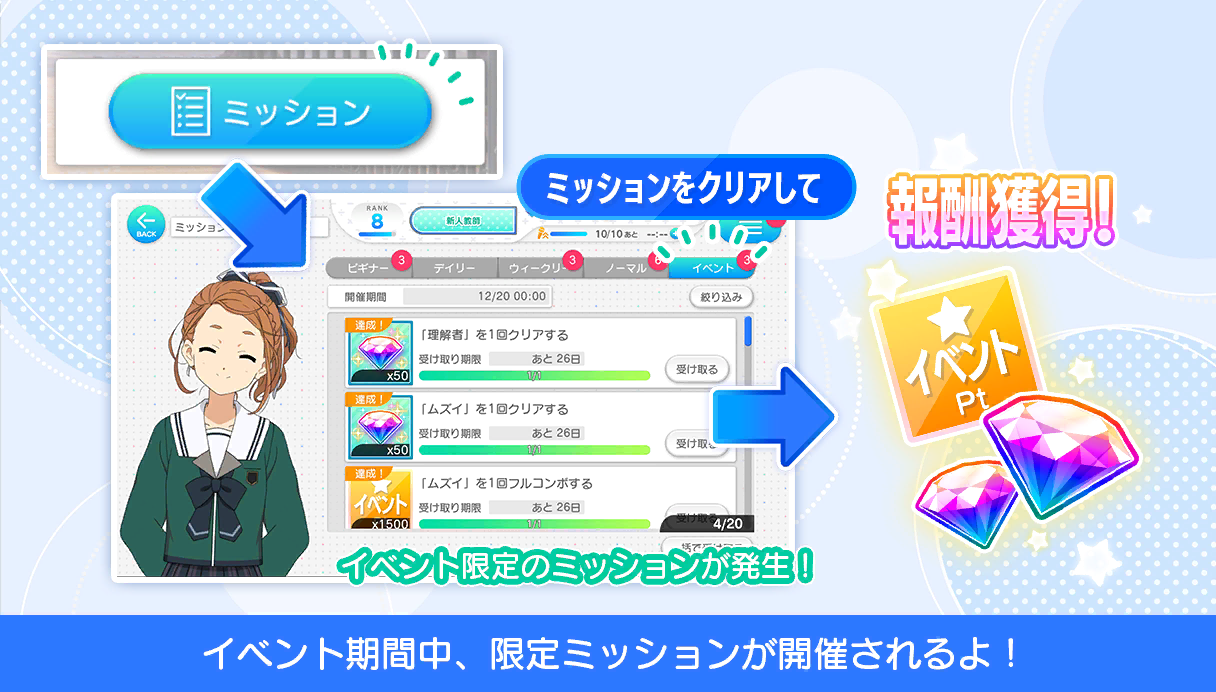 ミッション
ミッションをクリアして
報酬獲得!
BACK
ミッション
RANK
8
新人教師
10/10 あと --:--
ビギナー 3
デイリー
ウィークリー 3
ノーマル
イベント 3
開催期間
12/20 00:00
絞り込み
達成!
x50
「理解者」を1回クリアする
受け取り期限
あと 26日
1/1
受け取る
達成!
x50
「ムズイ」を1回クリアする
受け取り期限
あと 26日
1/1
受け取る
達成!
イベント
x1500
「ムズイ」を1回フルコンボする
受け取り期限
あと 26日
1/1
受け取る
4/20
イベント
Pt
イベント限定のミッションが発生!
イベント期間中、限定ミッションが開催されるよ!